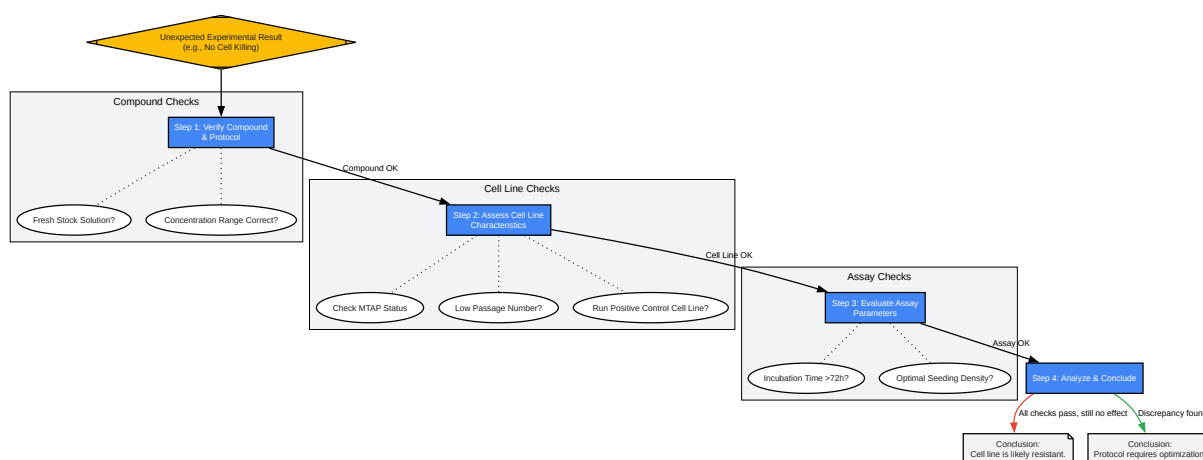 Unexpected Experimental Result
(e.g., No Cell Killing)
Compound Checks
Step 1: Verify Compound
& Protocol
Fresh Stock Solution?
Concentration Range Correct?
Compound OK
Cell Line Checks
Step 2: Assess Cell Line
Characteristics
Check MTAP Status
Low Passage Number?
Run Positive Control Cell Line?
Cell Line OK
Assay Checks
Step 3: Evaluate Assay
Parameters
Incubation Time >72h?
Optimal Seeding Density?
Assay OK
Step 4: Analyze & Conclude
All checks pass, still no effect
Discrepancy foun
Conclusion:
Cell line is likely resistant.
Conclusion:
Protocol requires optimization